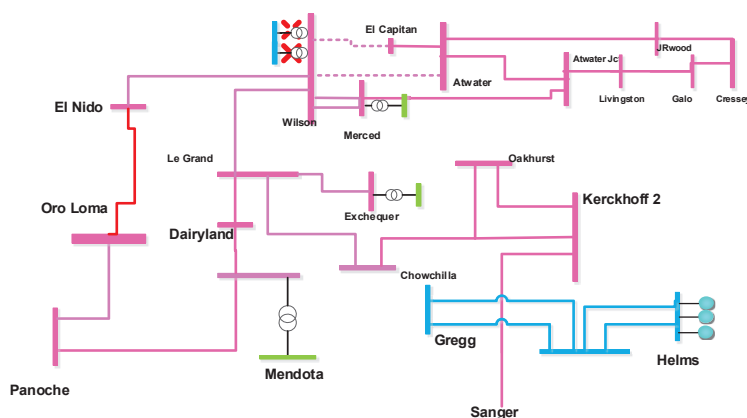 El Capitan
JRwood
Atwater Jc
Atwater
Livingston
Galo
Cressey
El Nido
Wilson
Merced
Le Grand
Oakhurst
Oro Loma
Exchequer
Kerckhoff 2
Dairyland
Chowchilla
Gregg
Helms
Mendota
Panoche
Sanger